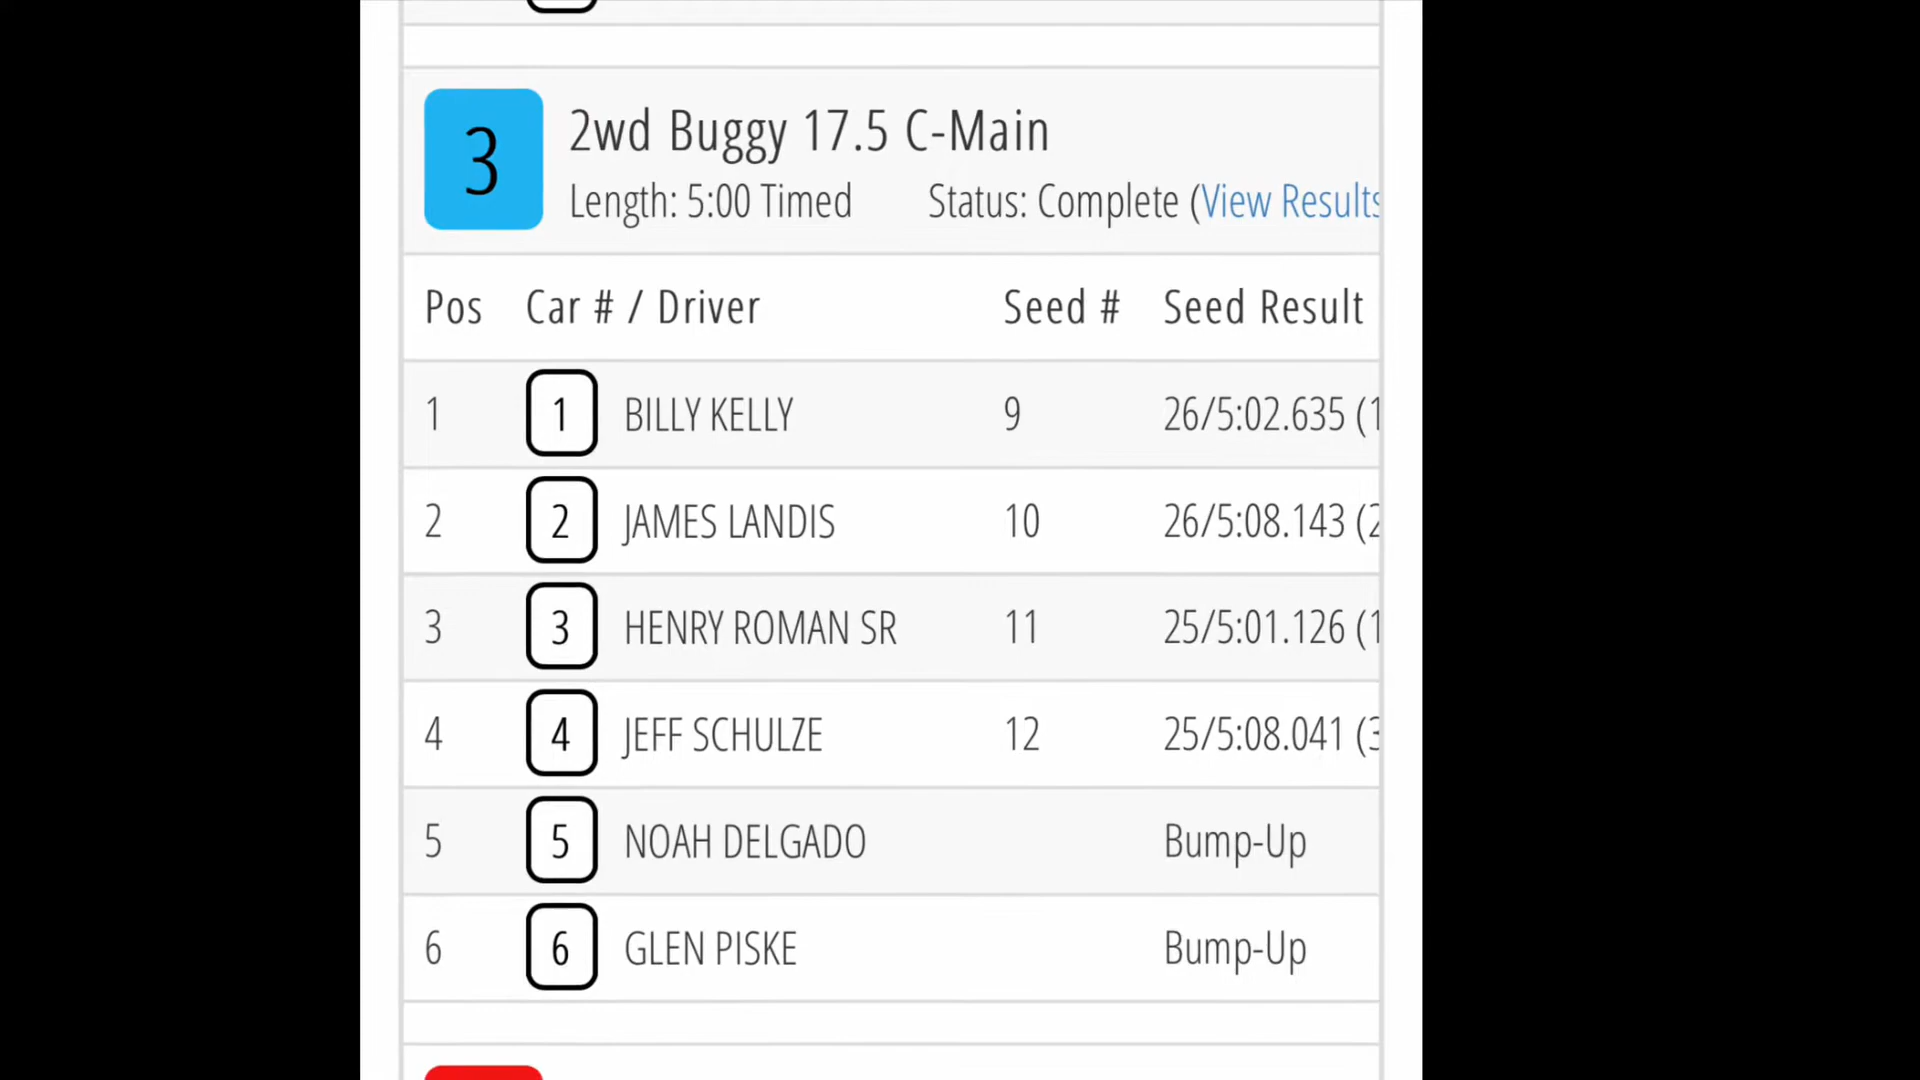 3
2wd Buggy 17.5 C-Main
Length: 5:00 Timed Status: Complete (View Results
Pos Car # / Driver Seed # Seed Result
1 1 BILLY KELLY 9 26/5:02.635 (1
2 2 JAMES LANDIS 10 26/5:08.143 (2
3 3 HENRY ROMAN SR 11 25/5:01.126 (1
4 4 JEFF SCHULZE 12 25/5:08.041 (3
5 5 NOAH DELGADO Bump-Up
6 6 GLEN PISKE Bump-Up